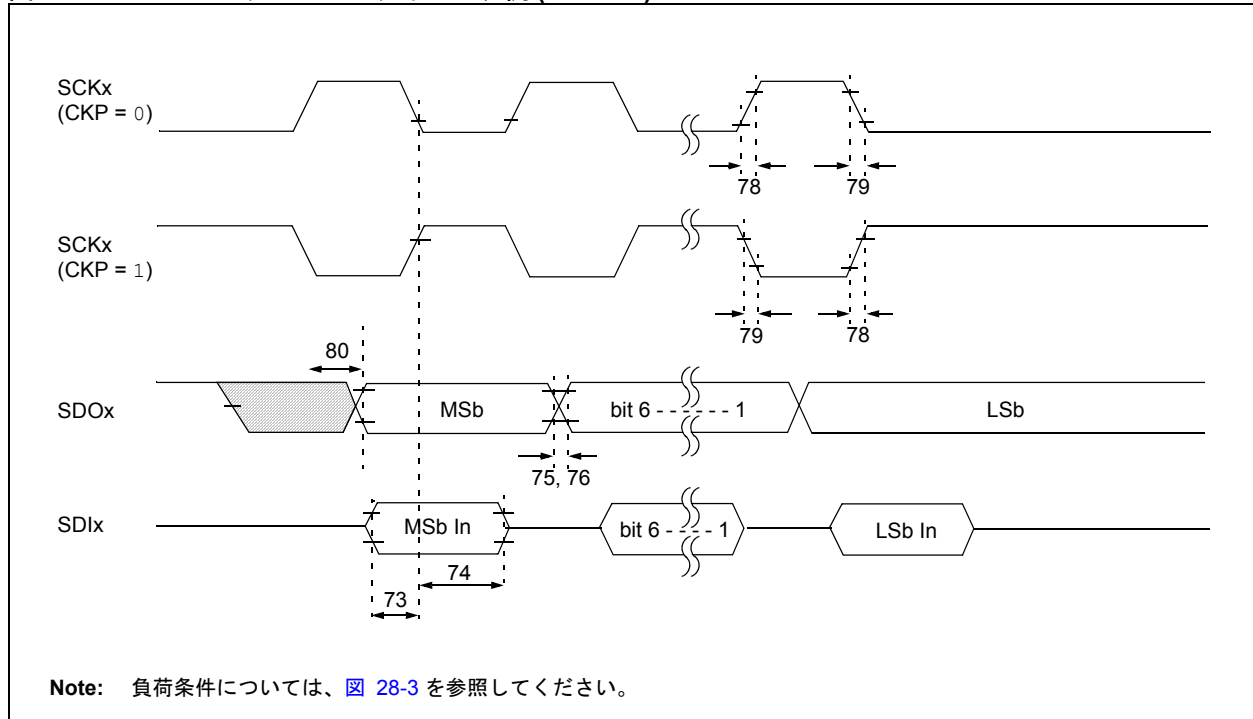 SCKx
(CKP = 0)
78
79
SCKx
(CKP = 1)
79
78
80
SDOx
MSb
bit 6 - - - - - - 1
LSb
75, 76
SDIx
MSb In
bit 6 - - - - 1
LSb In
74
73
Note: 負荷条件については、図 28-3 を参照してください。